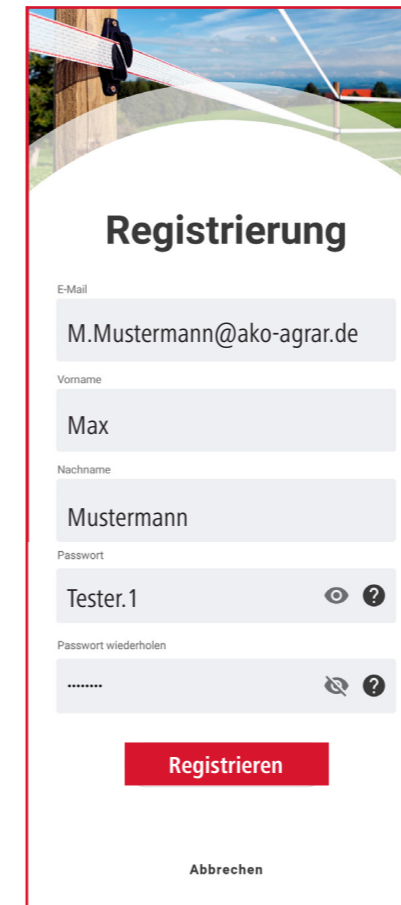 Registrierung
E-Mail
M.Mustermann@ako-agrar.de
Vorname
Max
Nachname
Mustermann
Passwort
Tester.1
Passwort wiederholen
........
Registrieren
Abbrechen